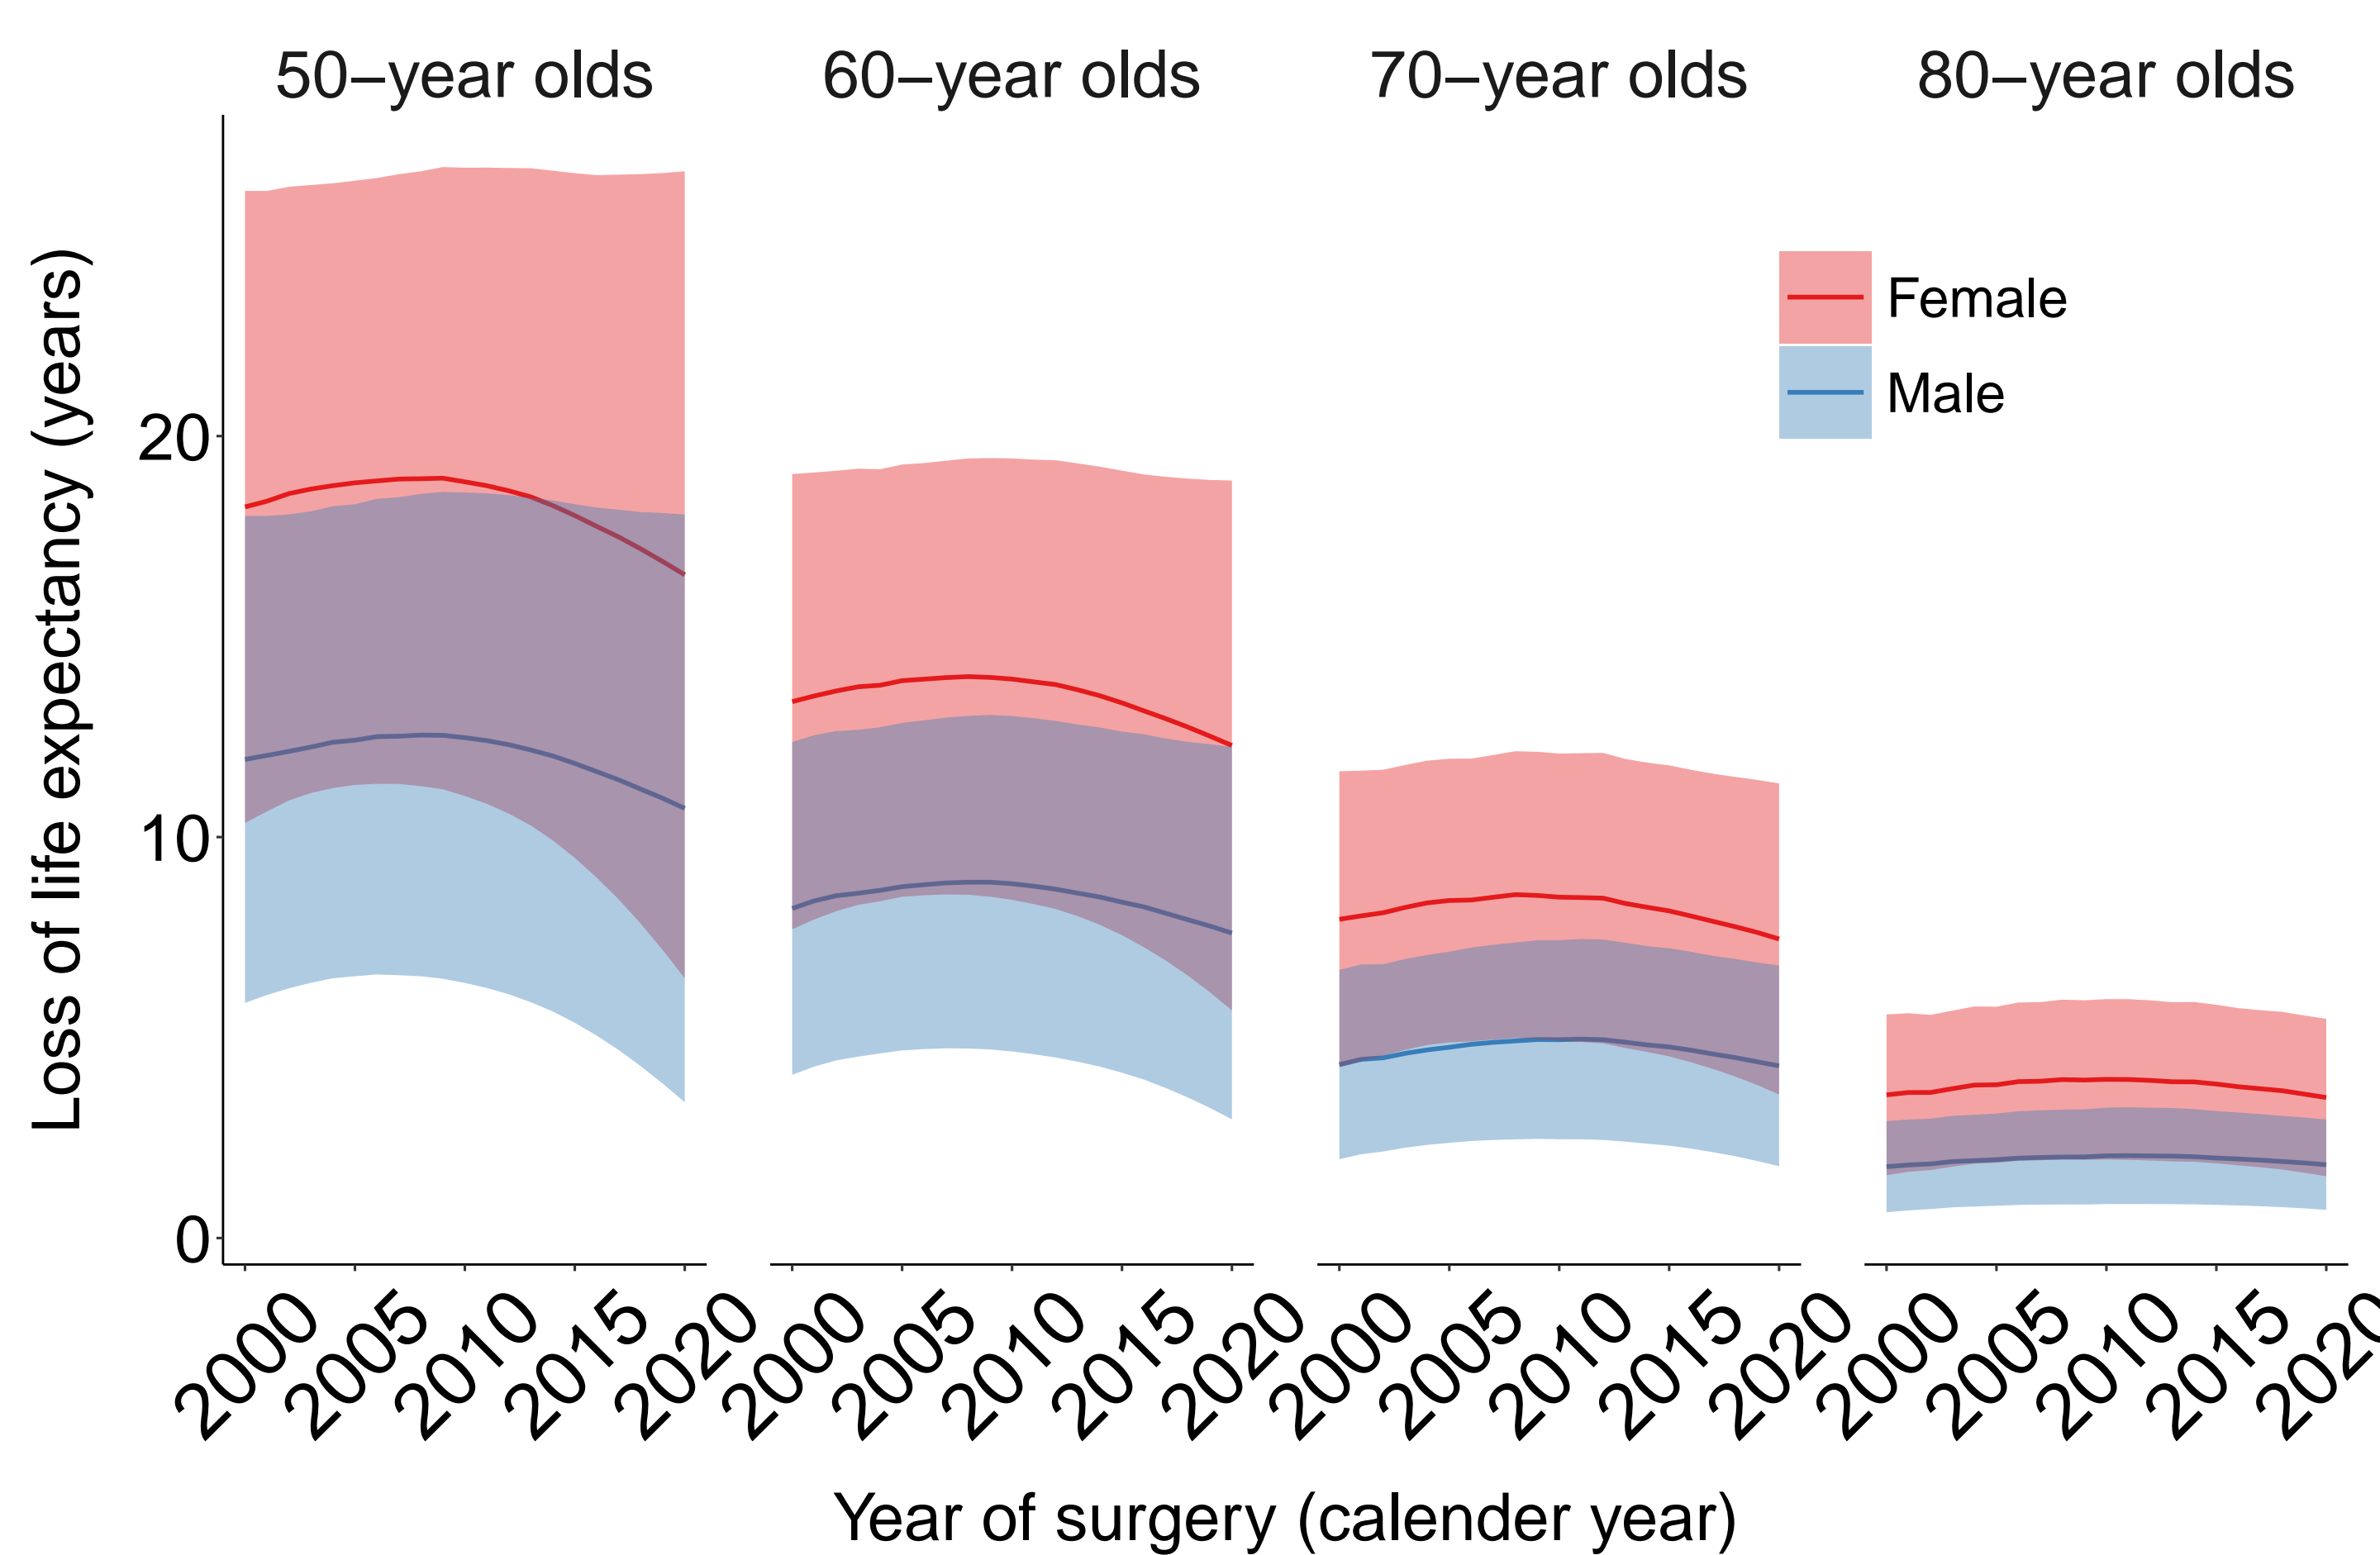 50–year olds
60–year olds
70–year olds
80–year olds
Loss of life expectancy (years)
20
10
0
Female
Male
2000 2005 2010 2015 2020
2000 2005 2010 2015 2020
2000 2005 2010 2015 2020
2000 2005 2010 2015 2020
Year of surgery (calender year)